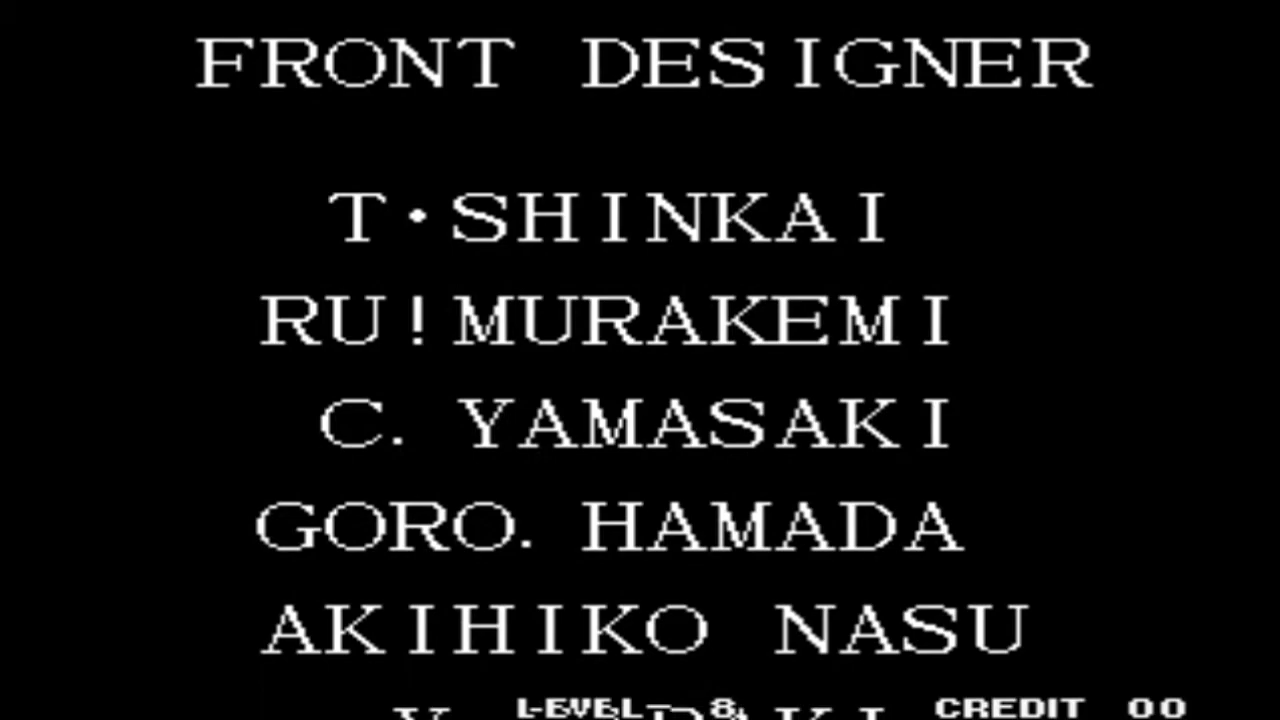 FRONT DESIGNER
T·SHINKAI
RU!MURAKEMI
C. YAMASAKI
GORO. HAMADA
AKIHIKO NASU
LEVEL- 8
CREDIT 00